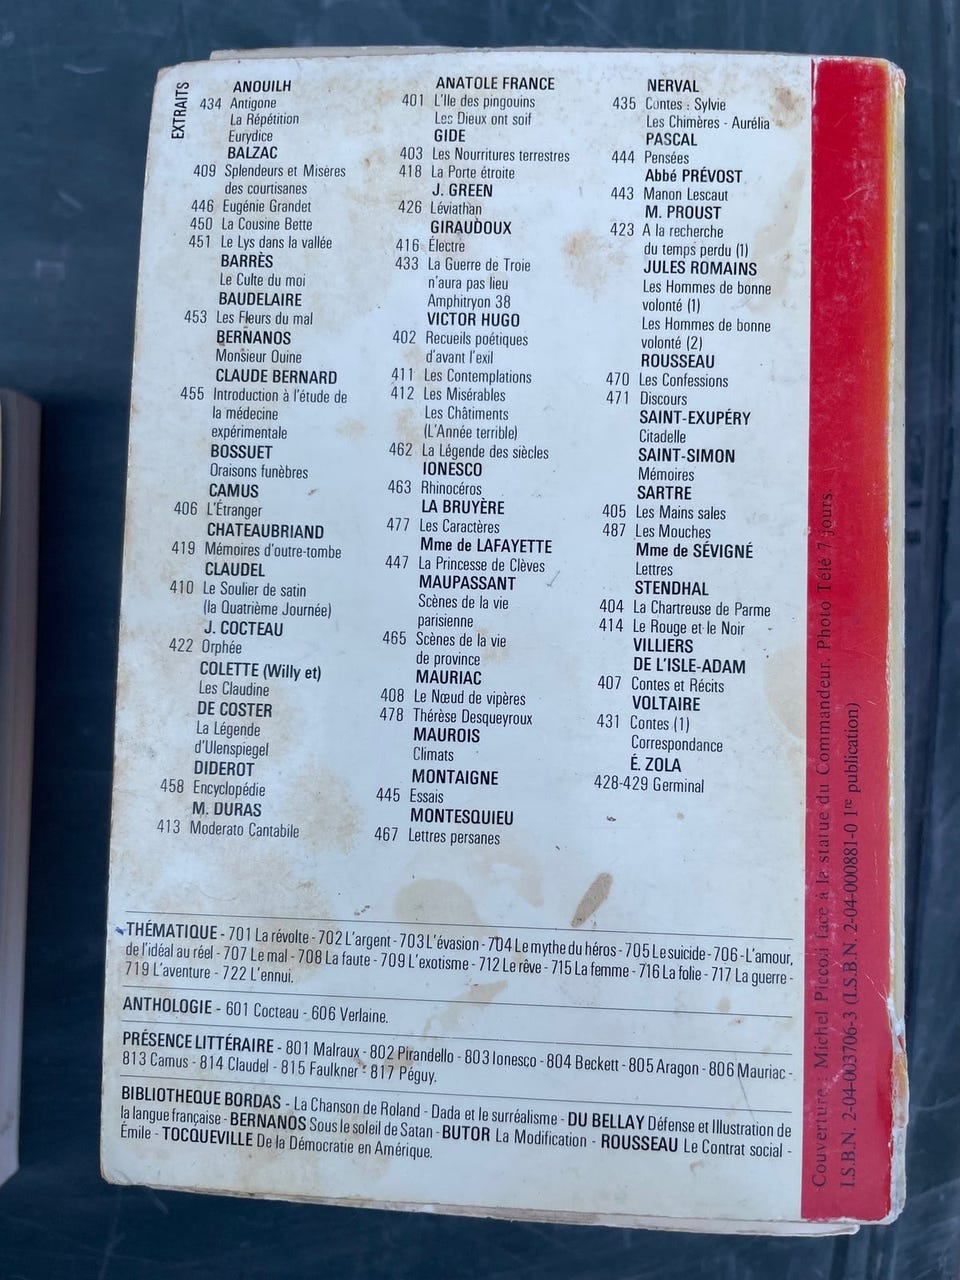 EXTRAITS
ANOUILH
434 Antigone
La Répétition
Eurydice
BALZAC
409 Splendeurs et Misères
des courtisanes
446 Eugénie Grandet
450 La Cousine Bette
451 Le Lys dans la vallée
BARRÈS
Le Culte du moi
BAUDELAIRE
453 Les Fleurs du mal
BERNANOS
Monsieur Ouine
CLAUDE BERNARD
455 Introduction à l'étude de
la médecine
expérimentale
BOSSUET
Oraisons funèbres
CAMUS
406 L'Étranger
CHATEAUBRIAND
419 Mémoires d'outre-tombe
CLAUDEL
410 Le Soulier de satin
(la Quatrième Journée)
J. COCTEAU
422 Orphée
COLETTE (Willy et)
Les Claudine
DE COSTER
La Légende
d'Ulenspiegel
DIDEROT
458 Encyclopédie
M. DURAS
413 Moderato Cantabile
ANATOLE FRANCE
401 L'Ile des pingouins
Les Dieux ont soif
GIDE
403 Les Nourritures terrestres
418 La Porte étroite
J. GREEN
426 Léviathan
GIRAUDOUX
416 Électre
433 La Guerre de Troie
n'aura pas lieu
Amphitryon 38
VICTOR HUGO
402 Recueils poétiques
d'avant l'exil
411 Les Contemplations
412 Les Misérables
Les Châtiments
(L'Année terrible)
462 La Légende des siècles
IONESCO
463 Rhinocéros
LA BRUYÈRE
477 Les Caractères
Mme de LAFAYETTE
447 La Princesse de Clèves
MAUPASSANT
Scènes de la vie
parisienne
465 Scènes de la vie
de province
MAURIAC
408 Le Nœud de vipères
478 Thérèse Desqueyroux
MAUROIS
Climats
MONTAIGNE
445 Essais
MONTESQUIEU
467 Lettres persanes
NERVAL
435 Contes : Sylvie
Les Chimères - Aurélia
PASCAL
444 Pensées
Abbé PRÉVOST
443 Manon Lescaut
M. PROUST
423 A la recherche
du temps perdu (1)
JULES ROMAINS
Les Hommes de bonne
volonté (1)
Les Hommes de bonne
volonté (2)
ROUSSEAU
470 Les Confessions
471 Discours
SAINT-EXUPÉRY
Citadelle
SAINT-SIMON
Mémoires
SARTRE
405 Les Mains sales
487 Les Mouches
Mme de SÉVIGNÉ
Lettres
STENDHAL
404 La Chartreuse de Parme
414 Le Rouge et le Noir
VILLIERS
DE L'ISLE-ADAM
407 Contes et Récits
VOLTAIRE
431 Contes (1)
Correspondance
É. ZOLA
428-429 Germinal
THÉMATIQUE - 701 La révolte - 702 L'argent - 703 L'évasion - 704 Le mythe du héros - 705 Le suicide - 706 - L'amour,
de l'idéal au réel - 707 Le mal - 708 La faute - 709 L'exotisme - 712 Le rêve - 715 La femme - 716 La folie - 717 La guerre -
719 L'aventure - 722 L'ennui.
ANTHOLOGIE - 601 Cocteau - 606 Verlaine.
PRÉSENCE LITTÉRAIRE - 801 Malraux - 802 Pirandello - 803 Ionesco - 804 Beckett - 805 Aragon - 806 Mauriac -
813 Camus - 814 Claudel - 815 Faulkner - 817 Péguy.
BIBLIOTHEQUE BORDAS - La Chanson de Roland - Dada et le surréalisme - DU BELLAY Défense et Illustration de
la langue française - BERNANOS Sous le soleil de Satan - BUTOR La Modification - ROUSSEAU Le Contrat social -
Émile - TOCQUEVILLE De la Démocratie en Amérique.
Couverture : Michel Piccoli face à la statue du Commandeur. Photo Télé 7 jours.
I.S.B.N. 2-04-003706-3 (I.S.B.N. 2-04-000881-0 1re publication)